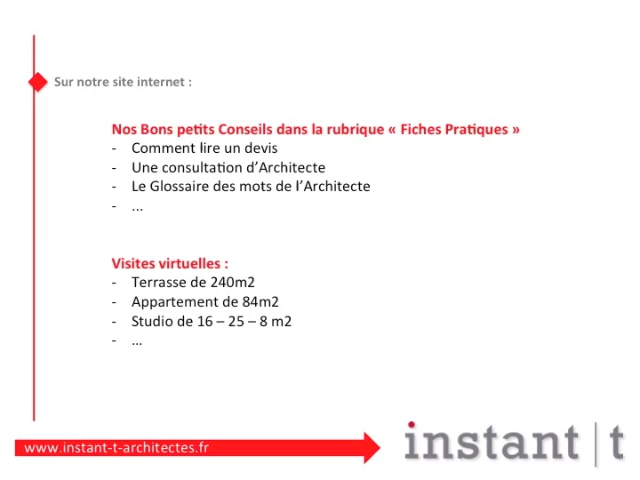 Sur notre site internet :
Nos Bons petits Conseils dans la rubrique « Fiches Pratiques »
- Comment lire un devis
- Une consultation d’Architecte
- Le Glossaire des mots de l’Architecte
- ...
Visites virtuelles :
- Terrasse de 240m2
- Appartement de 84m2
- Studio de 16 – 25 – 8 m2
- ...
www.instant-t-architectes.fr
instant | t